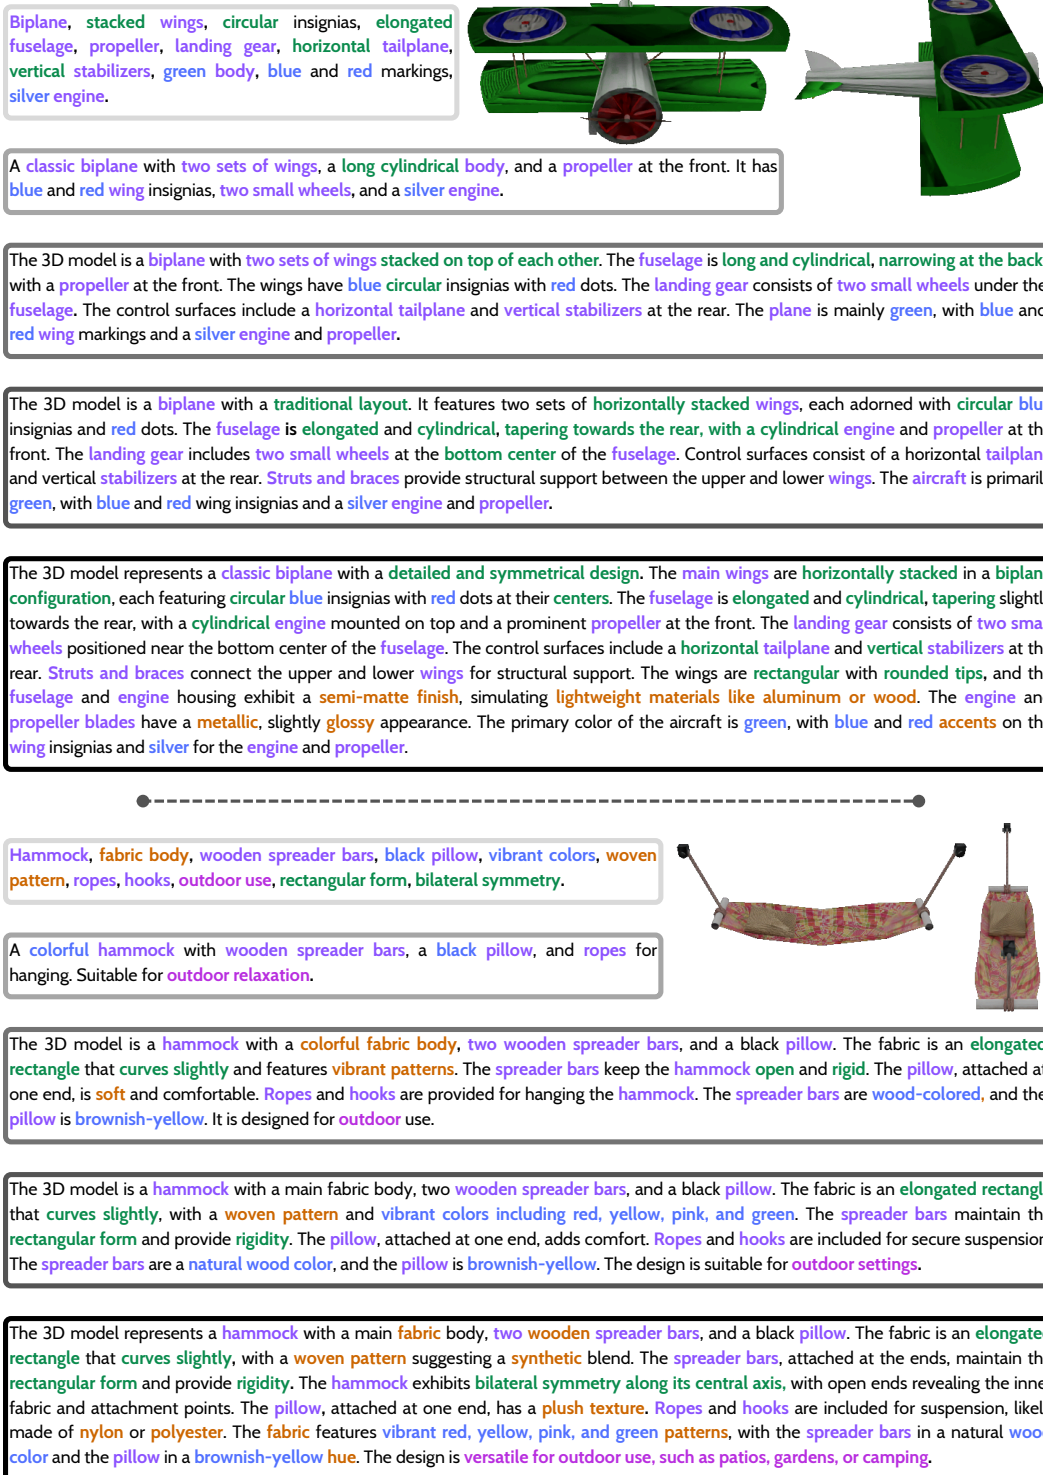 Biplane, stacked wings, circular insignias, elongated
fuselage, propeller, landing gear, horizontal tailplane,
vertical stabilizers, green body, blue and red markings,
silver engine.
A classic biplane with two sets of wings, a long cylindrical body, and a propeller at the front. It has
blue and red wing insignias, two small wheels, and a silver engine.
The 3D model is a biplane with two sets of wings stacked on top of each other. The fuselage is long and cylindrical, narrowing at the back
with a propeller at the front. The wings have blue circular insignias with red dots. The landing gear consists of two small wheels under the
fuselage. The control surfaces include a horizontal tailplane and vertical stabilizers at the rear. The plane is mainly green, with blue and
red wing markings and a silver engine and propeller.
The 3D model is a biplane with a traditional layout. It features two sets of horizontally stacked wings, each adorned with circular blu
insignias and red dots. The fuselage is elongated and cylindrical, tapering towards the rear, with a cylindrical engine and propeller at th
front. The landing gear includes two small wheels at the bottom center of the fuselage. Control surfaces consist of a horizontal tailplan
and vertical stabilizers at the rear. Struts and braces provide structural support between the upper and lower wings. The aircraft is primaril
green, with blue and red wing insignias and a silver engine and propeller.
The 3D model represents a classic biplane with a detailed and symmetrical design. The main wings are horizontally stacked in a biplan
configuration, each featuring circular blue insignias with red dots at their centers. The fuselage is elongated and cylindrical, tapering slightl
towards the rear, with a cylindrical engine mounted on top and a prominent propeller at the front. The landing gear consists of two sma
wheels positioned near the bottom center of the fuselage. The control surfaces include a horizontal tailplane and vertical stabilizers at th
rear. Struts and braces connect the upper and lower wings for structural support. The wings are rectangular with rounded tips, and th
fuselage and engine housing exhibit a semi-matte finish, simulating lightweight materials like aluminum or wood. The engine an
propeller blades have a metallic, slightly glossy appearance. The primary color of the aircraft is green, with blue and red accents on th
wing insignias and silver for the engine and propeller.
Hammock, fabric body, wooden spreader bars, black pillow, vibrant colors, woven
pattern, ropes, hooks, outdoor use, rectangular form, bilateral symmetry.
A colorful hammock with wooden spreader bars, a black pillow, and ropes for
hanging. Suitable for outdoor relaxation.
The 3D model is a hammock with a colorful fabric body, two wooden spreader bars, and a black pillow. The fabric is an elongated
rectangle that curves slightly and features vibrant patterns. The spreader bars keep the hammock open and rigid. The pillow, attached at
one end, is soft and comfortable. Ropes and hooks are provided for hanging the hammock. The spreader bars are wood-colored, and the
pillow is brownish-yellow. It is designed for outdoor use.
The 3D model is a hammock with a main fabric body, two wooden spreader bars, and a black pillow. The fabric is an elongated rectangl
that curves slightly, with a woven pattern and vibrant colors including red, yellow, pink, and green. The spreader bars maintain th
rectangular form and provide rigidity. The pillow, attached at one end, adds comfort. Ropes and hooks are included for secure suspension
The spreader bars are a natural wood color, and the pillow is brownish-yellow. The design is suitable for outdoor settings.
The 3D model represents a hammock with a main fabric body, two wooden spreader bars, and a black pillow. The fabric is an elongate
rectangle that curves slightly, with a woven pattern suggesting a synthetic blend. The spreader bars, attached at the ends, maintain th
rectangular form and provide rigidity. The hammock exhibits bilateral symmetry along its central axis, with open ends revealing the inne
fabric and attachment points. The pillow, attached at one end, has a plush texture. Ropes and hooks are included for suspension, likel
made of nylon or polyester. The fabric features vibrant red, yellow, pink, and green patterns, with the spreader bars in a natural woo
color and the pillow in a brownish-yellow hue. The design is versatile for outdoor use, such as patios, gardens, or camping.